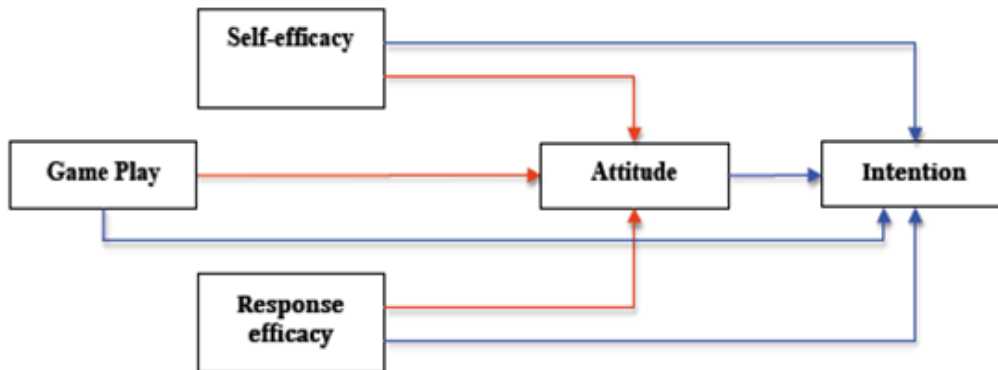 Self-efficacy
Game Play
Attitude
Intention
Response
efficacy